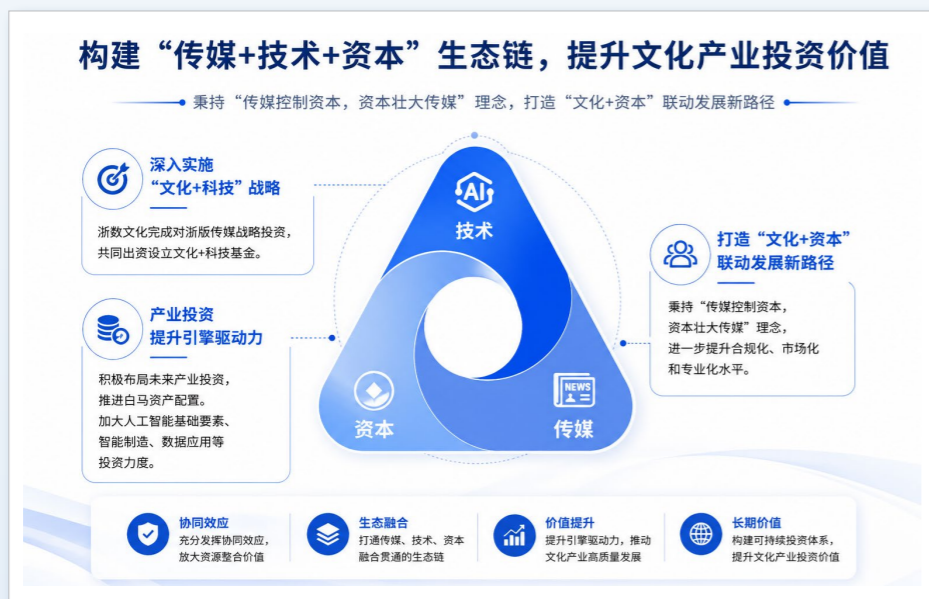 构建“传媒+技术+资本”生态链，提升文化产业投资价值
秉持“传媒控制资本，资本壮大传媒”理念，打造“文化+资本”联动发展新路径
深入实施
“文化+科技”战略
浙数文化完成对浙版传媒战略投资，
共同出资设立文化+科技基金。
产业投资
提升引擎驱动力
积极布局未来产业投资，
推进白马资产配置。
加大人工智能基础要素、
智能制造、数据应用等
投资力度。
AI
技术
资本
NEWS
传媒
打造“文化+资本”
联动发展新路径
秉持“传媒控制资本，
资本壮大传媒”理念，
进一步提升合规化、市场化
和专业化水平。
协同效应
充分发挥协同效应，
放大资源整合价值
生态融合
打通传媒、技术、资本
融合贯通的生态链
价值提升
提升引擎驱动力，推动
文化产业高质量发展
长期价值
构建可持续投资体系，
提升文化产业投资价值